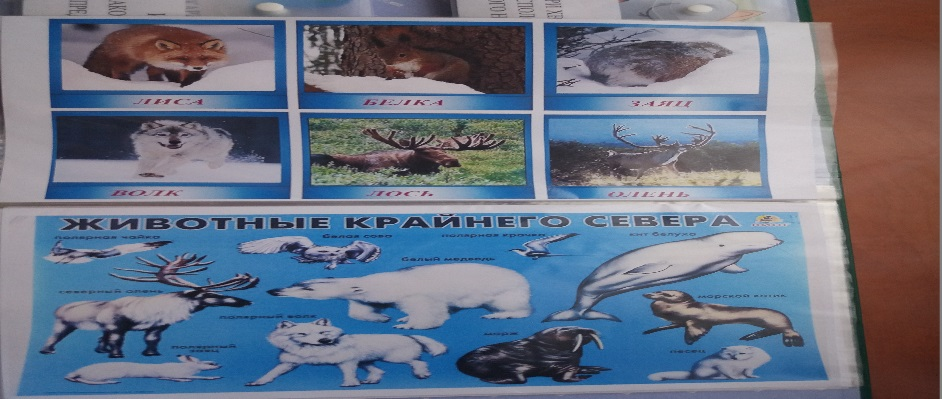 ЛИСА
БЕЛКА
ЗАЯЦ
ВОЛК
ЛОСЬ
ОЛЕНЬ
ЖИВОТНЫЕ КРАЙНЕГО СЕВЕРА
полярная чайка
белая сова
полярная крачка
кит белуха
белый медведь
северный олень
морской котик
полярный волк
морж
полярный заяц
песец